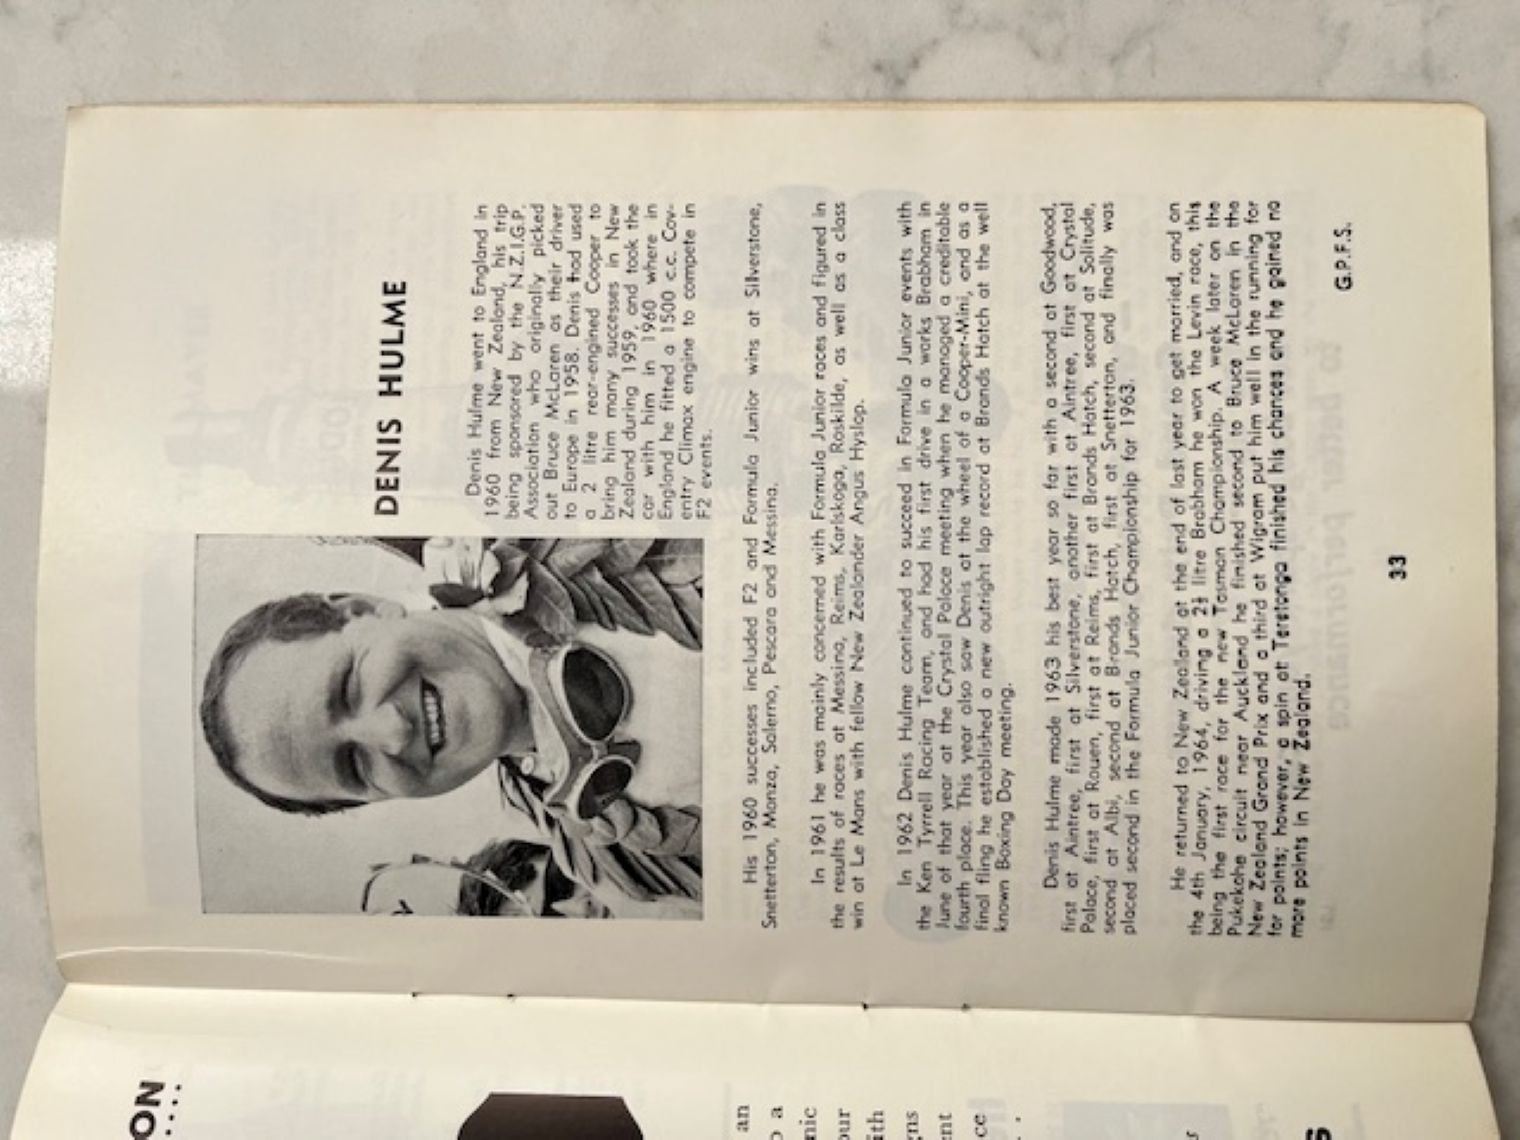 DENIS HULME
Denis Hulme went to England in
1960 from New Zealand, his trip
being sponsored by the N.Z.I.G.P.
Association who originally picked
out Bruce McLaren as their driver
to Europe in 1958. Denis had used
a 2 litre rear-engined Cooper to
bring him many successes in New
Zealand during 1959, and took the
car with him in 1960 where in
England he fitted a 1500 c.c. Cov-
entry Climax engine to compete in
F2 events.
His 1960 successes included F2 and Formula Junior wins at Silverstone,
Snetterton, Monza, Salerno, Pescara and Messina.
In 1961 he was mainly concerned with Formula Junior races and figured in
the results of races at Messina, Reims, Karlskoga, Roskilde, as well as a class
win at Le Mans with fellow New Zealander Angus Hyslop.
In 1962 Denis Hulme continued to succeed in Formula Junior events with
the Ken Tyrrell Racing Team, and had his first drive in a works Brabham in
June of that year at the Crystal Palace meeting when he managed a creditable
fourth place. This year also saw Denis at the wheel of a Cooper-Mini, and as a
final fling he established a new outright lap record at Brands Hatch at the well
known Boxing Day meeting.
Denis Hulme made 1963 his best year so far with a second at Goodwood,
first at Aintree, first at Silverstone, another first at Aintree, first at Crystal
Palace, first at Rouen, first at Reims, first at Brands Hatch, second at Solitude,
second at Albi, second at Brands Hatch, first at Snetterton, and finally was
placed second in the Formula Junior Championship for 1963.
He returned to New Zealand at the end of last year to get married, and on
the 4th January, 1964, driving a 2½ litre Brabham he won the Levin race, this
being the first race for the new Tasman Championship. A week later on the
Pukekohe circuit near Auckland he finished second to Bruce McLaren in the
New Zealand Grand Prix and a third at Wigram put him well in the running for
for points; however, a spin at Teretonga finished his chances and he gained no
more points in New Zealand.
G.P.F.S.
33
ON
.....
an
o a
nic
our
ith
gns
ent
ce
. .
s
S